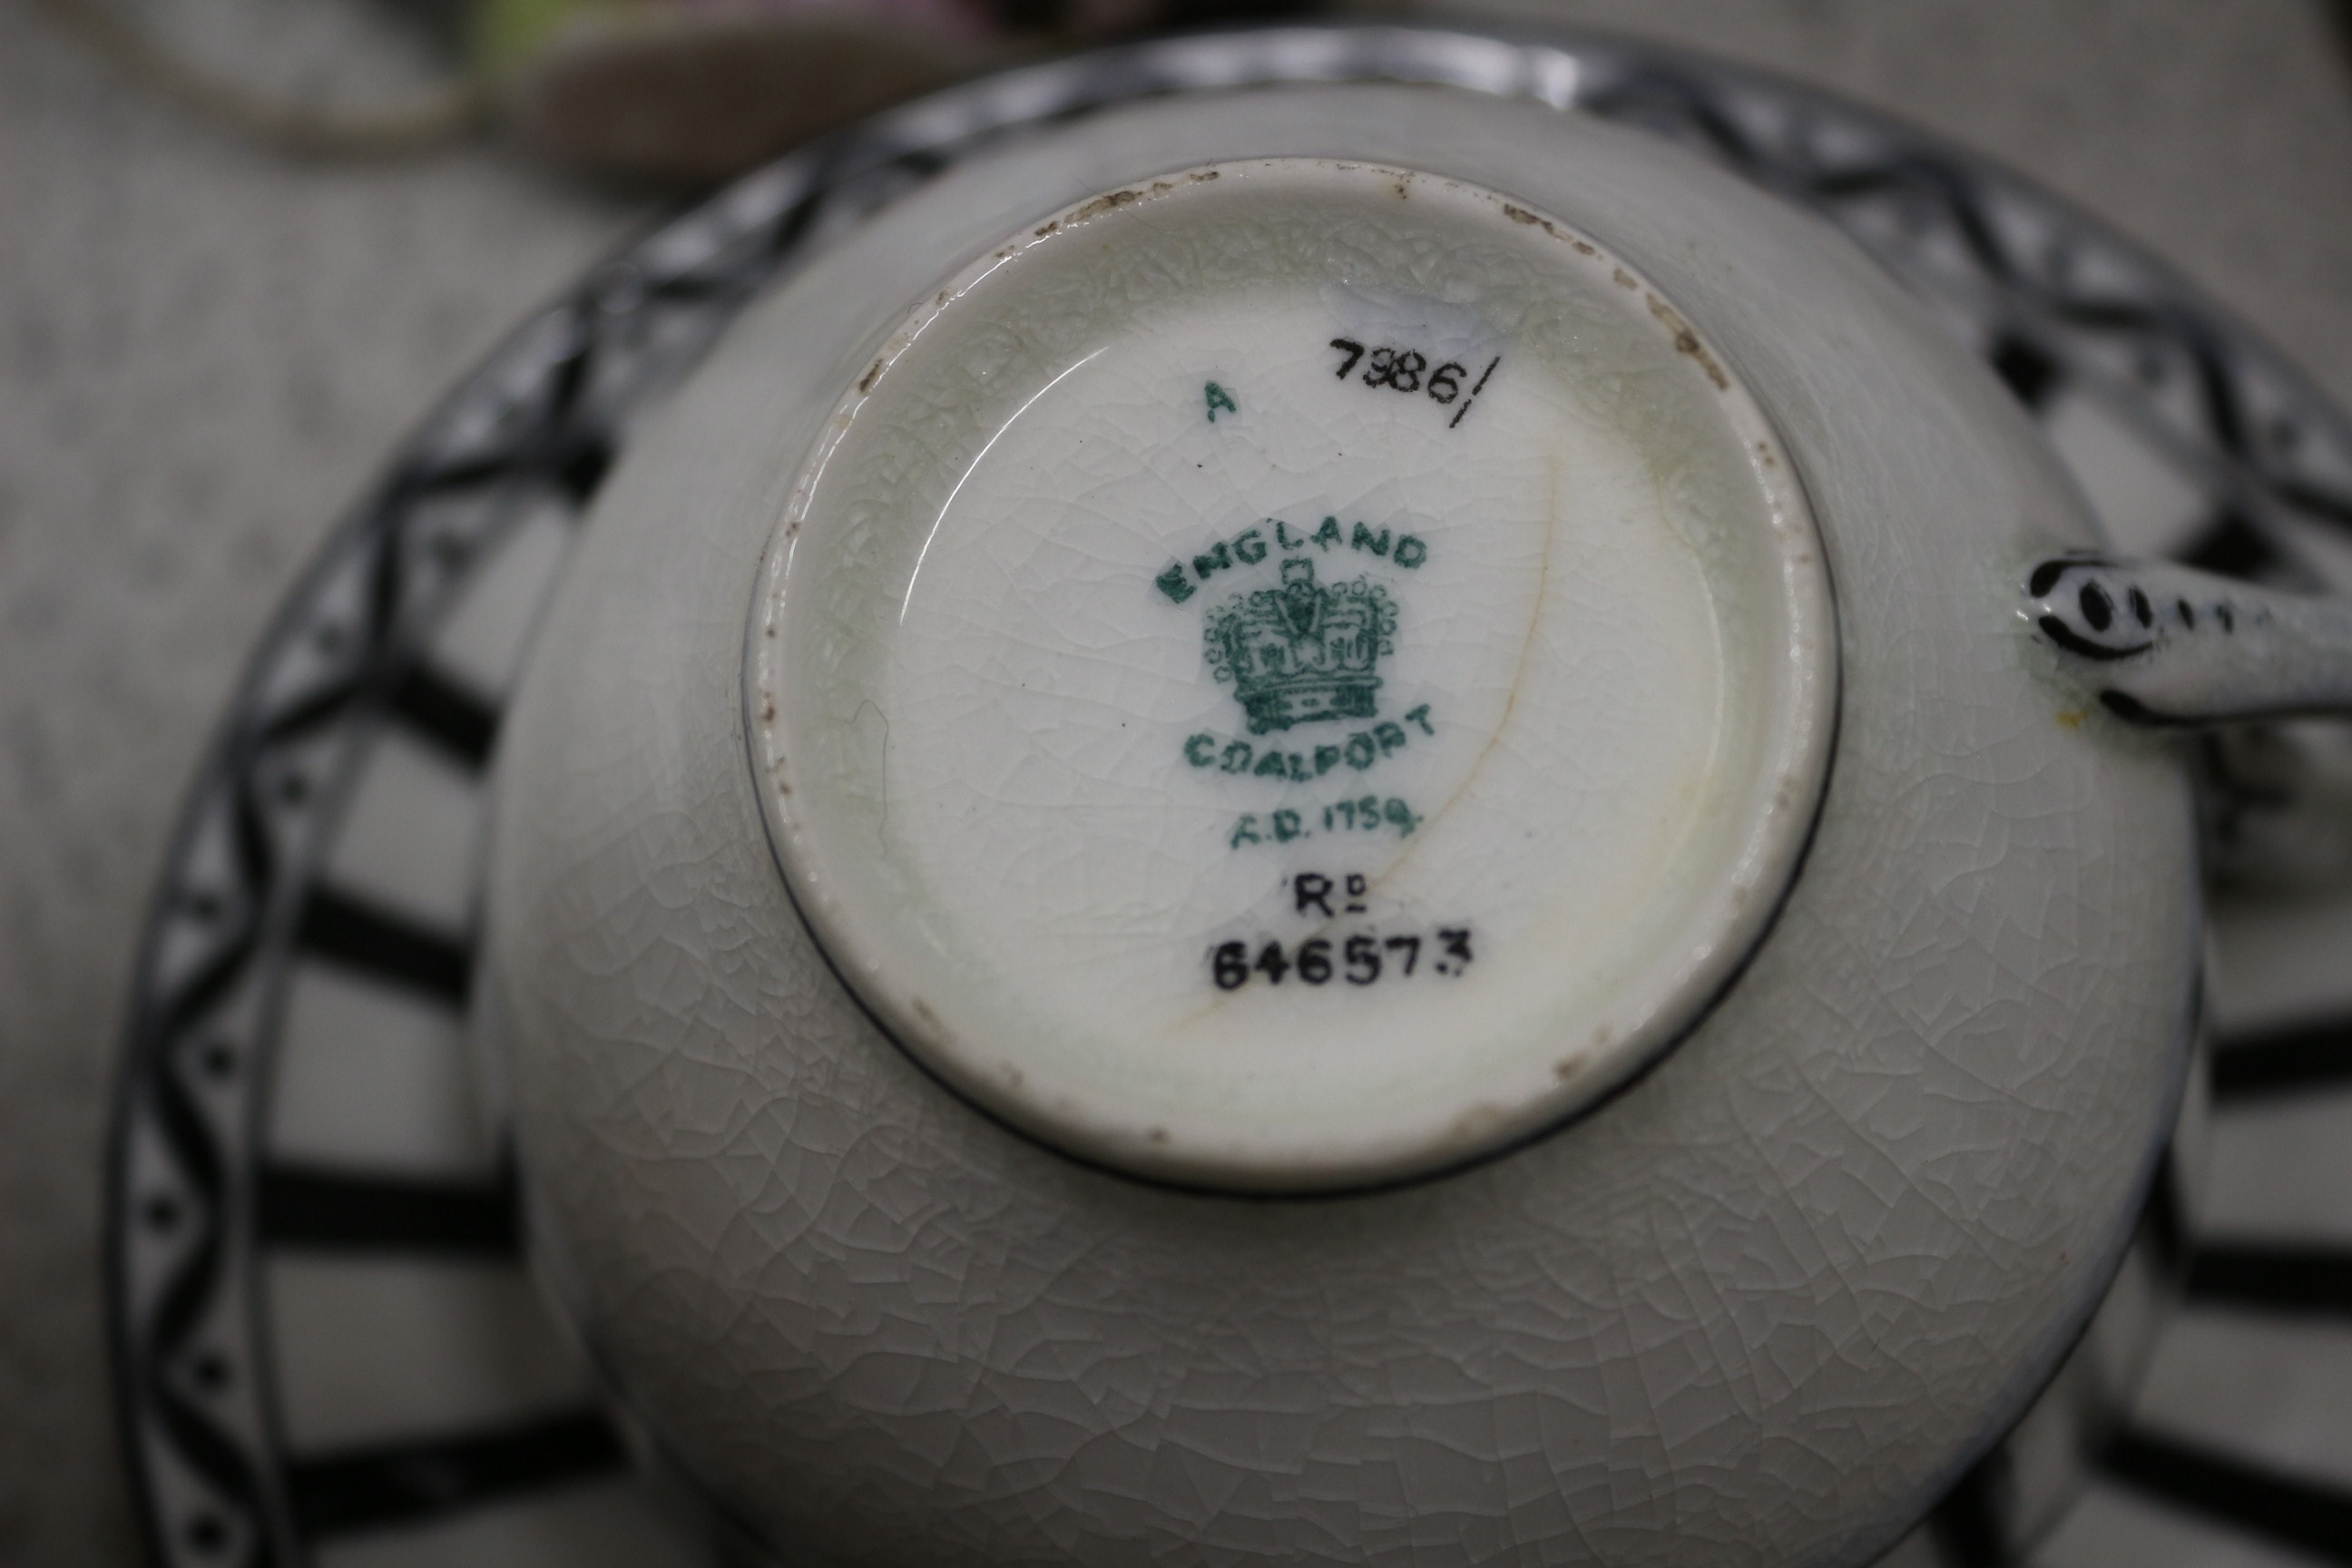 7986/
A
ENGLAND
COALPORT
A.D. 1750.
Rᴰ
646573